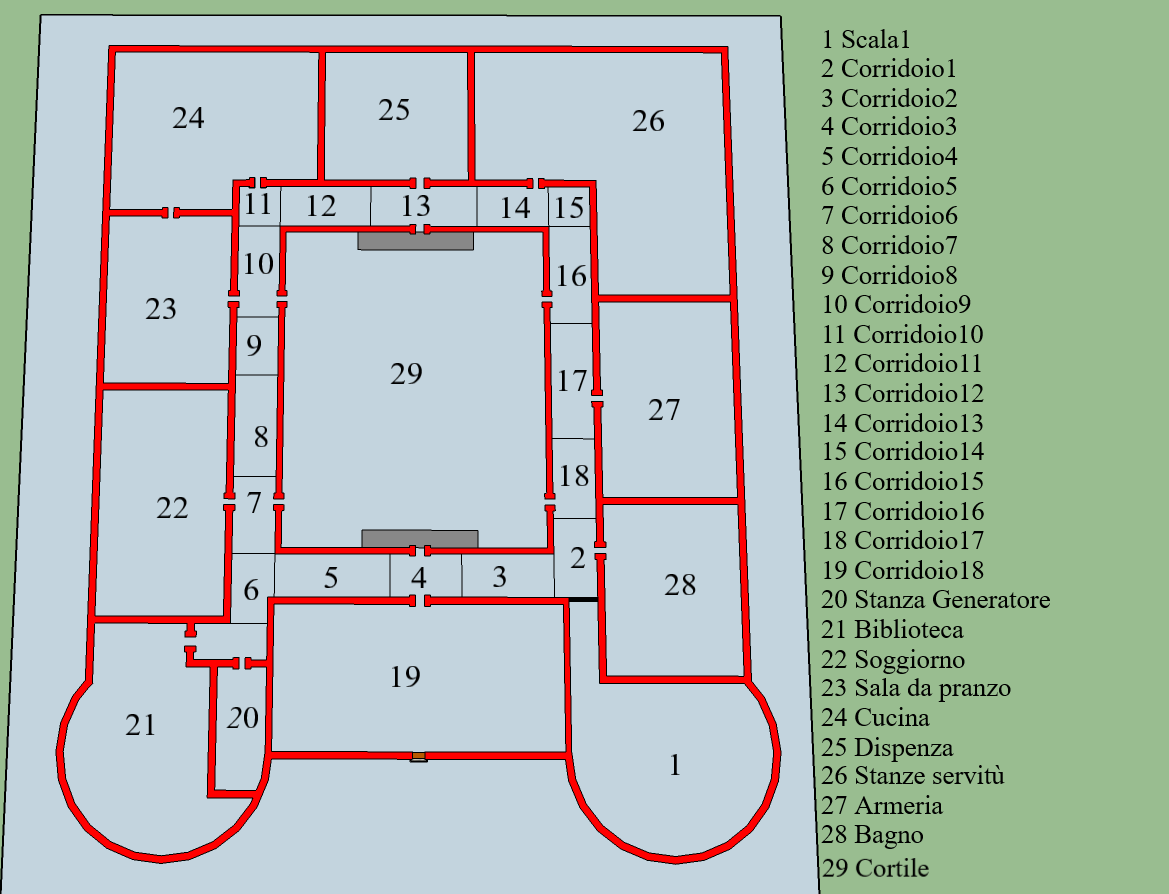 24
25
26
11
12
13
14
15
10
16
23
9
29
17
27
8
22
7
18
6
5
4
3
2
28
19
21
20
1
1 Scala1
2 Corridoio1
3 Corridoio2
4 Corridoio3
5 Corridoio4
6 Corridoio5
7 Corridoio6
8 Corridoio7
9 Corridoio8
10 Corridoio9
11 Corridoio10
12 Corridoio11
13 Corridoio12
14 Corridoio13
15 Corridoio14
16 Corridoio15
17 Corridoio16
18 Corridoio17
19 Corridoio18
20 Stanza Generatore
21 Biblioteca
22 Soggiorno
23 Sala da pranzo
24 Cucina
25 Dispenza
26 Stanze servitù
27 Armeria
28 Bagno
29 Cortile